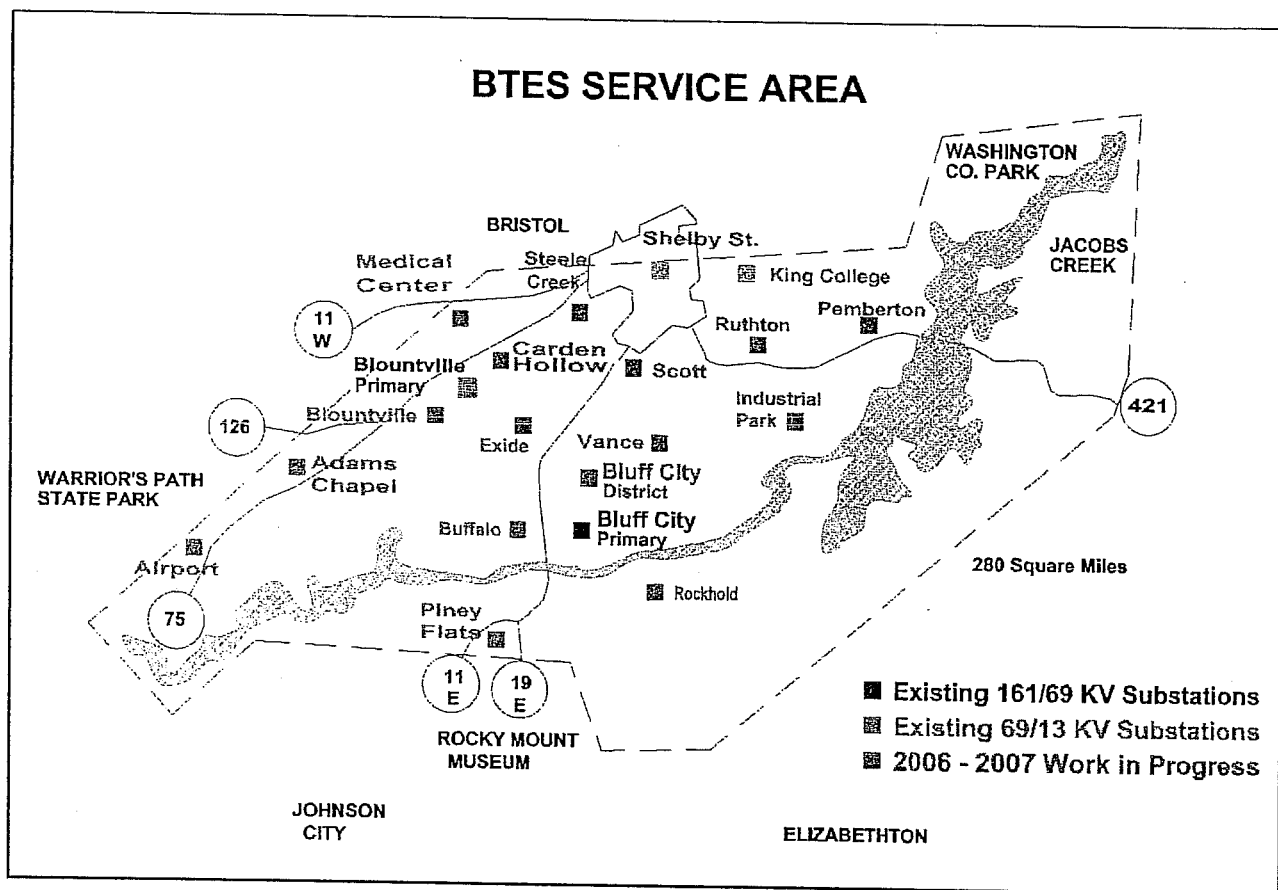 BTES SERVICE AREA
WASHINGTON
CO. PARK
BRISTOL
Shelby St.
JACOBS
CREEK
Medical
Center
Steele
Creek
King College
11
W
Pemberton
Ruthton
Carden
Hollow
Blountville
Primary
Scott
Industrial
Park
421
126
Blountville
Exide
Vance
Adams
Chapel
Bluff City
District
WARRIOR'S PATH
STATE PARK
Buffalo
Bluff City
Primary
Airport
280 Square Miles
Rockhold
75
Piney
Flats
11
E
19
E
Existing 161/69 KV Substations
Existing 69/13 KV Substations
2006 - 2007 Work in Progress
ROCKY MOUNT
MUSEUM
JOHNSON
CITY
ELIZABETHTON